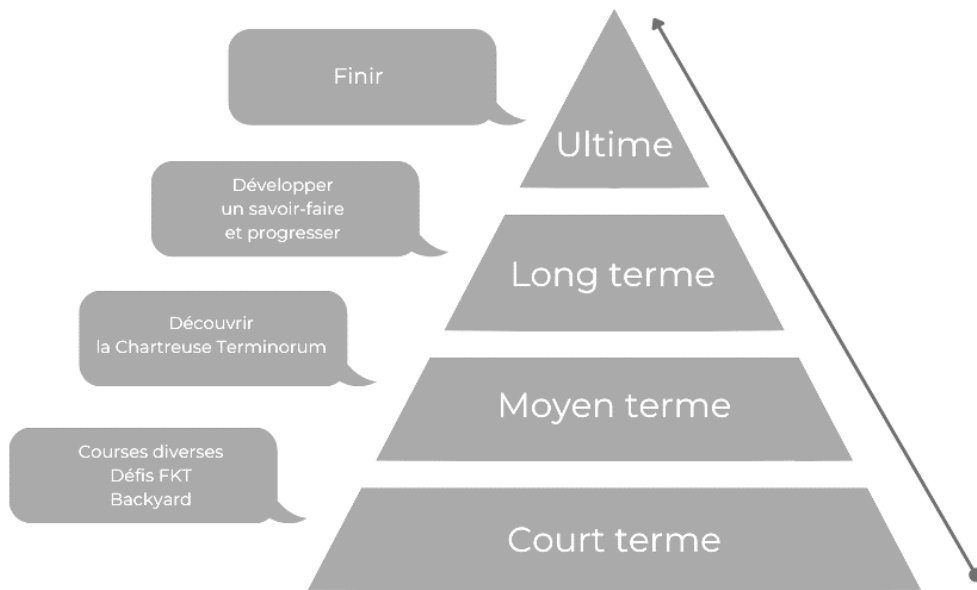 Finir
Ultime
Développer
un savoir-faire
et progresser
Long terme
Découvrir
la Chartreuse Terminorum
Moyen terme
Courses diverses
Défis FKT
Backyard
Court terme